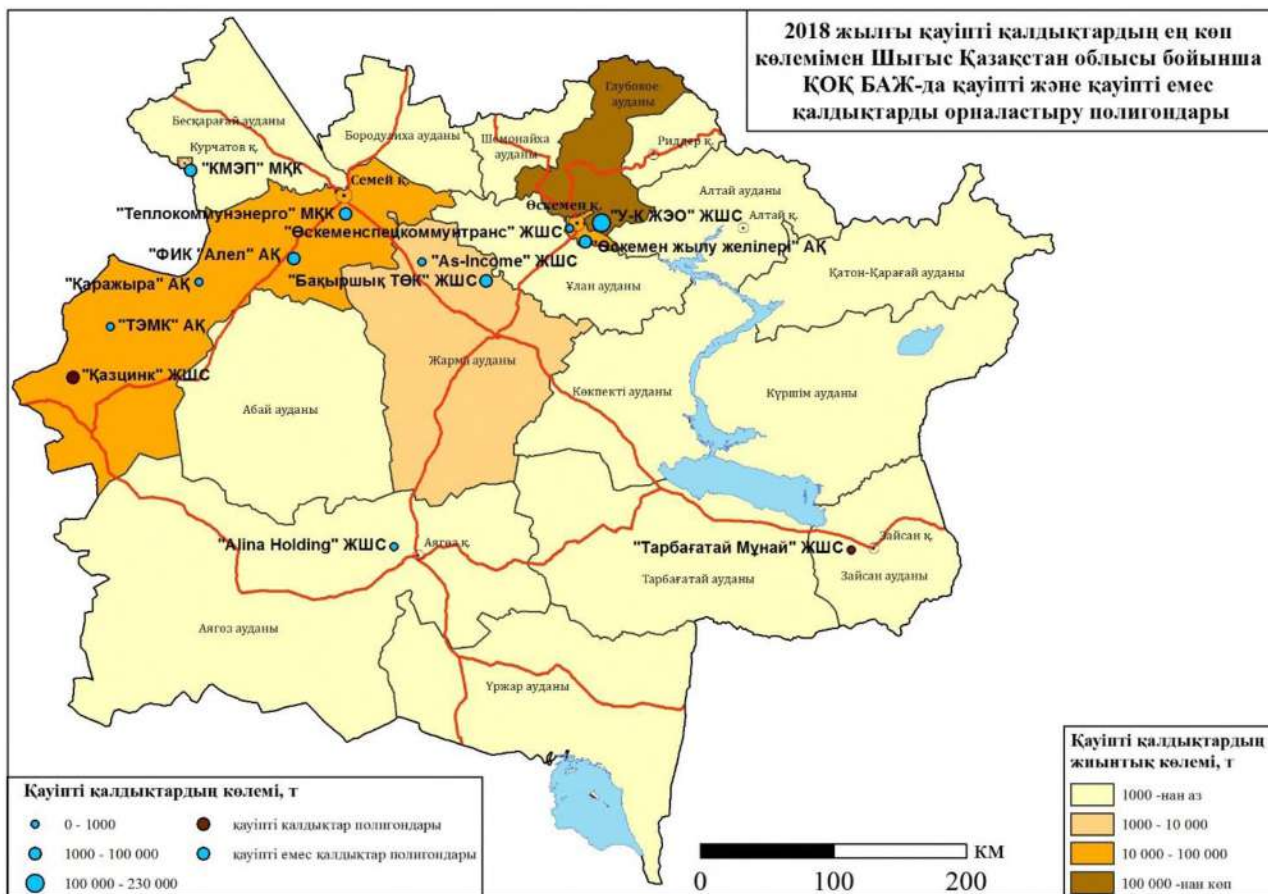 2018 жылғы қауіпті қалдықтардың ең көп
көлемімен Шығыс Қазақстан облысы бойынша
ҚОҚ БАЖ-да қауіпті және қауіпті емес
қалдықтарды орналастыру полигондары
Глубокое
ауданы
Бесқарағай ауданы
Бородулиха ауданы
Шемонайха
ауданы
Риддер қ.
Курчатов қ.
"КМЭП" МҚК
Семей қ.
Алтай ауданы
Өскемен қ.
"Теплокоммунэнерго" МҚК
"У-К ЖЭО" ЖШС
Алтай қ.
"Өскеменспецкоммунтранс" ЖШС
"Өскемен жылу желілері" АҚ
"ФИК "Алел" АҚ
"As-Income" ЖШС
Қатон-Қарағай ауданы
"Қаражыра" АҚ
"Бақыршық ТӨК" ЖШС
Ұлан ауданы
"ТЭМК" АҚ
Жарма ауданы
"Қазцинк" ЖШС
Көкпекті ауданы
Күршім ауданы
Абай ауданы
"Alina Holding" ЖШС
Аягөз қ.
"Тарбағатай Мұнай" ЖШС
Зайсан қ.
Тарбағатай ауданы
Зайсан ауданы
Аягөз ауданы
Үржар ауданы
Қауіпті қалдықтардың көлемі, т
0 - 1000
қауіпті қалдықтар полигондары
1000 - 100 000
қауіпті емес қалдықтар полигондары
100 000 - 230 000
0
100
200
КМ
Қауіпті қалдықтардың
жиынтық көлемі, т
1000 -нан аз
1000 - 10 000
10 000 - 100 000
100 000 -нан көп